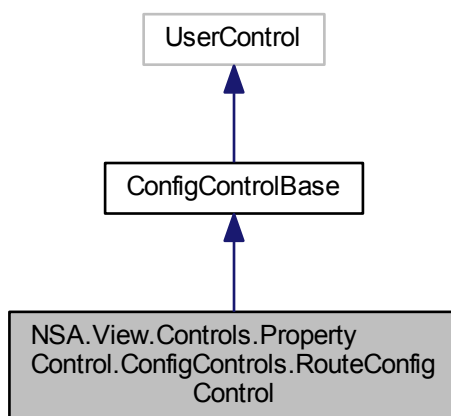 UserControl
ConfigControlBase
NSA.View.Controls.Property
Control.ConfigControls.RouteConfig
Control